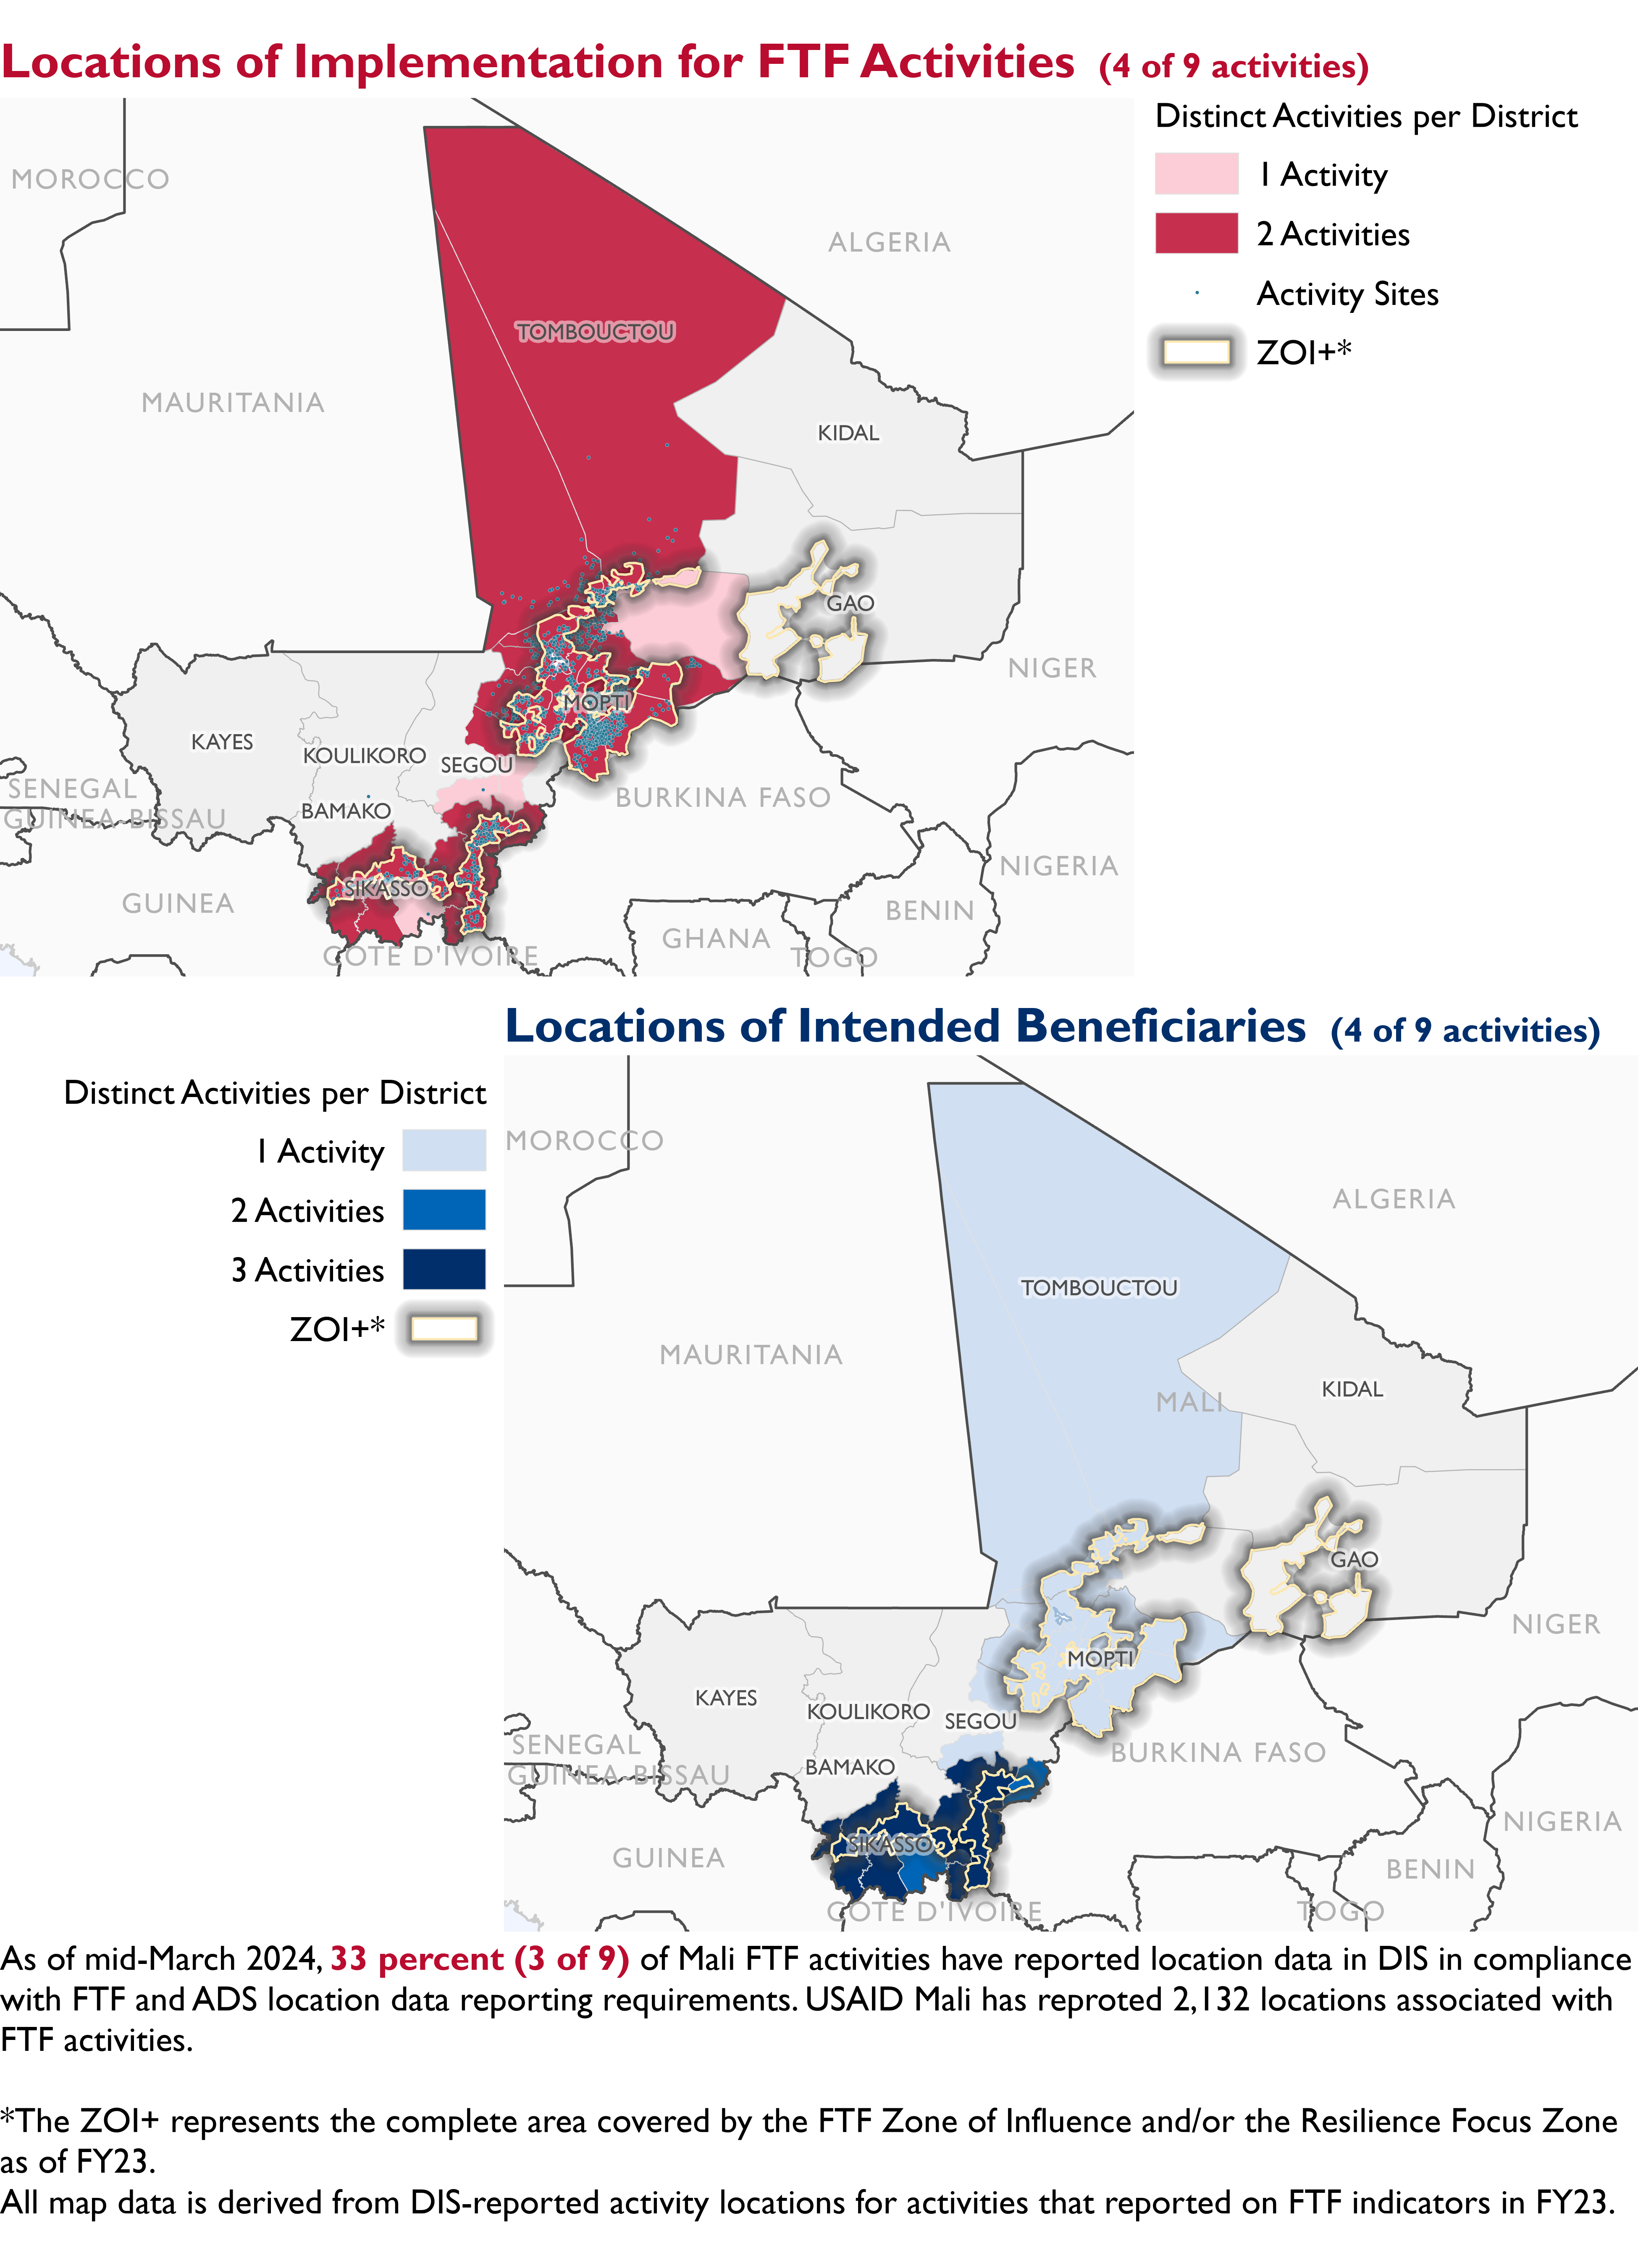 Locations of Implementation for FTF Activities (4 of 9 activities)
Distinct Activities per District
1 Activity
2 Activities
Activity Sites
ZOI+*
MOROCCO
ALGERIA
TOMBOUCTOU
MAURITANIA
KIDAL
GAO
NIGER
MOPTI
KAYES
KOULIKORO
SEGOU
SENEGAL
GUINEA-BISSAU
BAMAKO
BURKINA FASO
NIGERIA
SIKASSO
GUINEA
BENIN
GHANA
COTE D'IVOIRE
TOGO
Locations of Intended Beneficiaries (4 of 9 activities)
Distinct Activities per District
1 Activity
2 Activities
3 Activities
ZOI+*
MOROCCO
ALGERIA
TOMBOUCTOU
MAURITANIA
KIDAL
MALI
GAO
NIGER
MOPTI
KAYES
KOULIKORO
SEGOU
SENEGAL
GUINEA-BISSAU
BAMAKO
BURKINA FASO
NIGERIA
SIKASSO
GUINEA
BENIN
COTE D'IVOIRE
TOGO
As of mid-March 2024, 33 percent (3 of 9) of Mali FTF activities have reported location data in DIS in compliance
with FTF and ADS location data reporting requirements. USAID Mali has reproted 2,132 locations associated with
FTF activities.
*The ZOI+ represents the complete area covered by the FTF Zone of Influence and/or the Resilience Focus Zone
as of FY23.
All map data is derived from DIS-reported activity locations for activities that reported on FTF indicators in FY23.